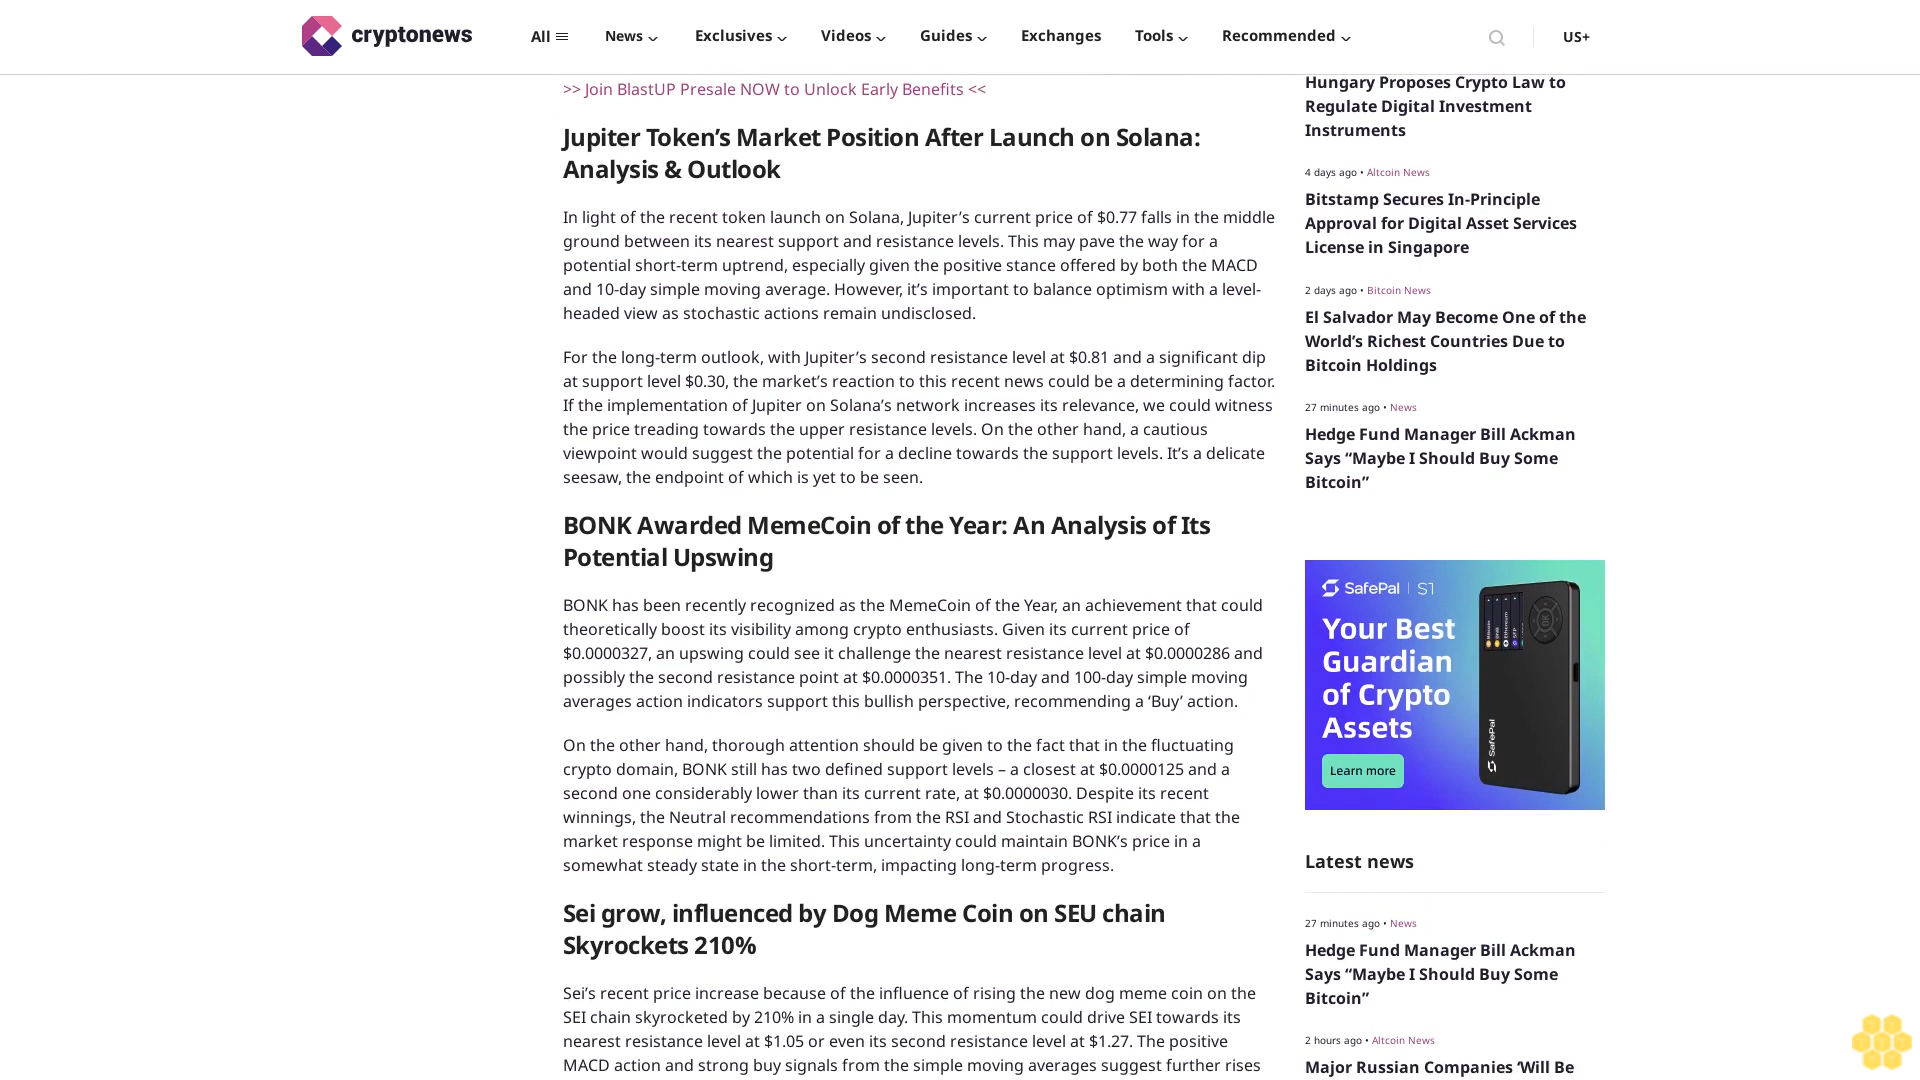 cryptonews
All
News
Exclusives
Videos
Guides
Exchanges
Tools
Recommended
US+
>> Join BlastUP Presale NOW to Unlock Early Benefits <<
Jupiter Token’s Market Position After Launch on Solana:
Analysis & Outlook
In light of the recent token launch on Solana, Jupiter’s current price of $0.77 falls in the middle
ground between its nearest support and resistance levels. This may pave the way for a
potential short-term uptrend, especially given the positive stance offered by both the MACD
and 10-day simple moving average. However, it’s important to balance optimism with a level-
headed view as stochastic actions remain undisclosed.
For the long-term outlook, with Jupiter’s second resistance level at $0.81 and a significant dip
at support level $0.30, the market’s reaction to this recent news could be a determining factor.
If the implementation of Jupiter on Solana’s network increases its relevance, we could witness
the price treading towards the upper resistance levels. On the other hand, a cautious
viewpoint would suggest the potential for a decline towards the support levels. It’s a delicate
seesaw, the endpoint of which is yet to be seen.
BONK Awarded MemeCoin of the Year: An Analysis of Its
Potential Upswing
BONK has been recently recognized as the MemeCoin of the Year, an achievement that could
theoretically boost its visibility among crypto enthusiasts. Given its current price of
$0.0000327, an upswing could see it challenge the nearest resistance level at $0.0000286 and
possibly the second resistance point at $0.0000351. The 10-day and 100-day simple moving
averages action indicators support this bullish perspective, recommending a ‘Buy’ action.
On the other hand, thorough attention should be given to the fact that in the fluctuating
crypto domain, BONK still has two defined support levels – a closest at $0.0000125 and a
second one considerably lower than its current rate, at $0.0000030. Despite its recent
winnings, the Neutral recommendations from the RSI and Stochastic RSI indicate that the
market response might be limited. This uncertainty could maintain BONK’s price in a
somewhat steady state in the short-term, impacting long-term progress.
Sei grow, influenced by Dog Meme Coin on SEU chain
Skyrockets 210%
Sei’s recent price increase because of the influence of rising the new dog meme coin on the
SEI chain skyrocketed by 210% in a single day. This momentum could drive SEI towards its
nearest resistance level at $1.05 or even its second resistance level at $1.27. The positive
MACD action and strong buy signals from the simple moving averages suggest further rises
Hungary Proposes Crypto Law to
Regulate Digital Investment
Instruments
4 days ago • Altcoin News
Bitstamp Secures In-Principle
Approval for Digital Asset Services
License in Singapore
2 days ago • Bitcoin News
El Salvador May Become One of the
World’s Richest Countries Due to
Bitcoin Holdings
27 minutes ago • News
Hedge Fund Manager Bill Ackman
Says “Maybe I Should Buy Some
Bitcoin”
SafePal | S1
Your Best
Guardian
of Crypto
Assets
Learn more
SafePal
OK
Latest news
27 minutes ago • News
Hedge Fund Manager Bill Ackman
Says “Maybe I Should Buy Some
Bitcoin”
2 hours ago • Altcoin News
Major Russian Companies ‘Will Be